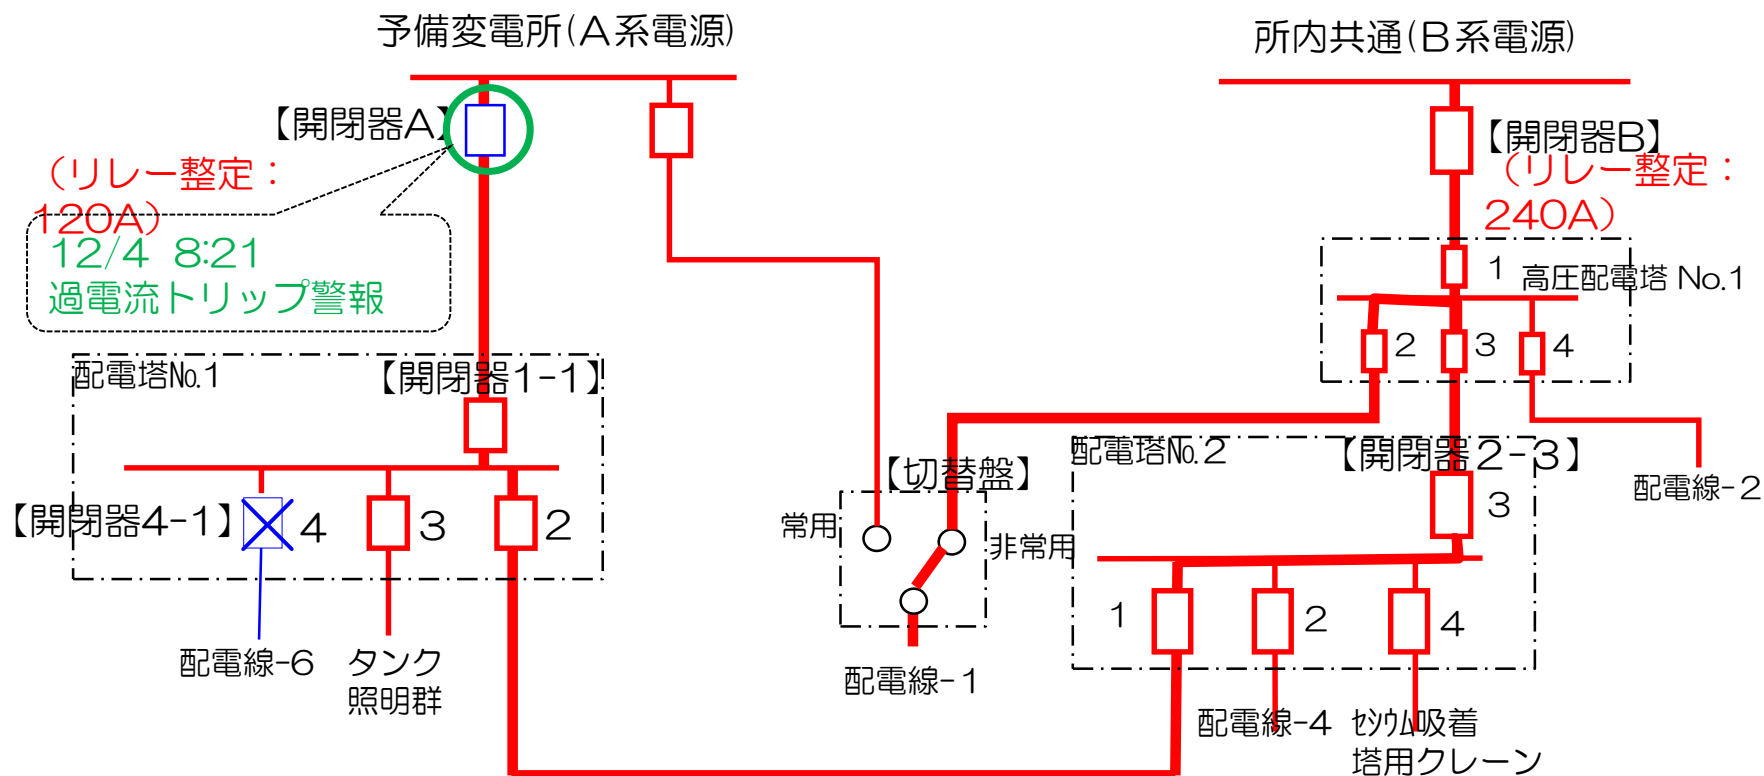 予備変電所(A系電源)
所内共通(B系電源)
【開閉器A】
【開閉器B】
（リレー整定：
120A）
（リレー整定：
240A）
12/4 8:21
過電流トリップ警報
1
高圧配電塔 No.1
2
3
4
配電塔No.1
【開閉器1-1】
配電塔No.2
【開閉器2-3】
【切替盤】
配電線-2
【開閉器4-1】
4
3
2
常用
非常用
3
1
2
4
配電線-6
タンク
照明群
配電線-1
配電線-4
セシウム吸着
塔用クレーン